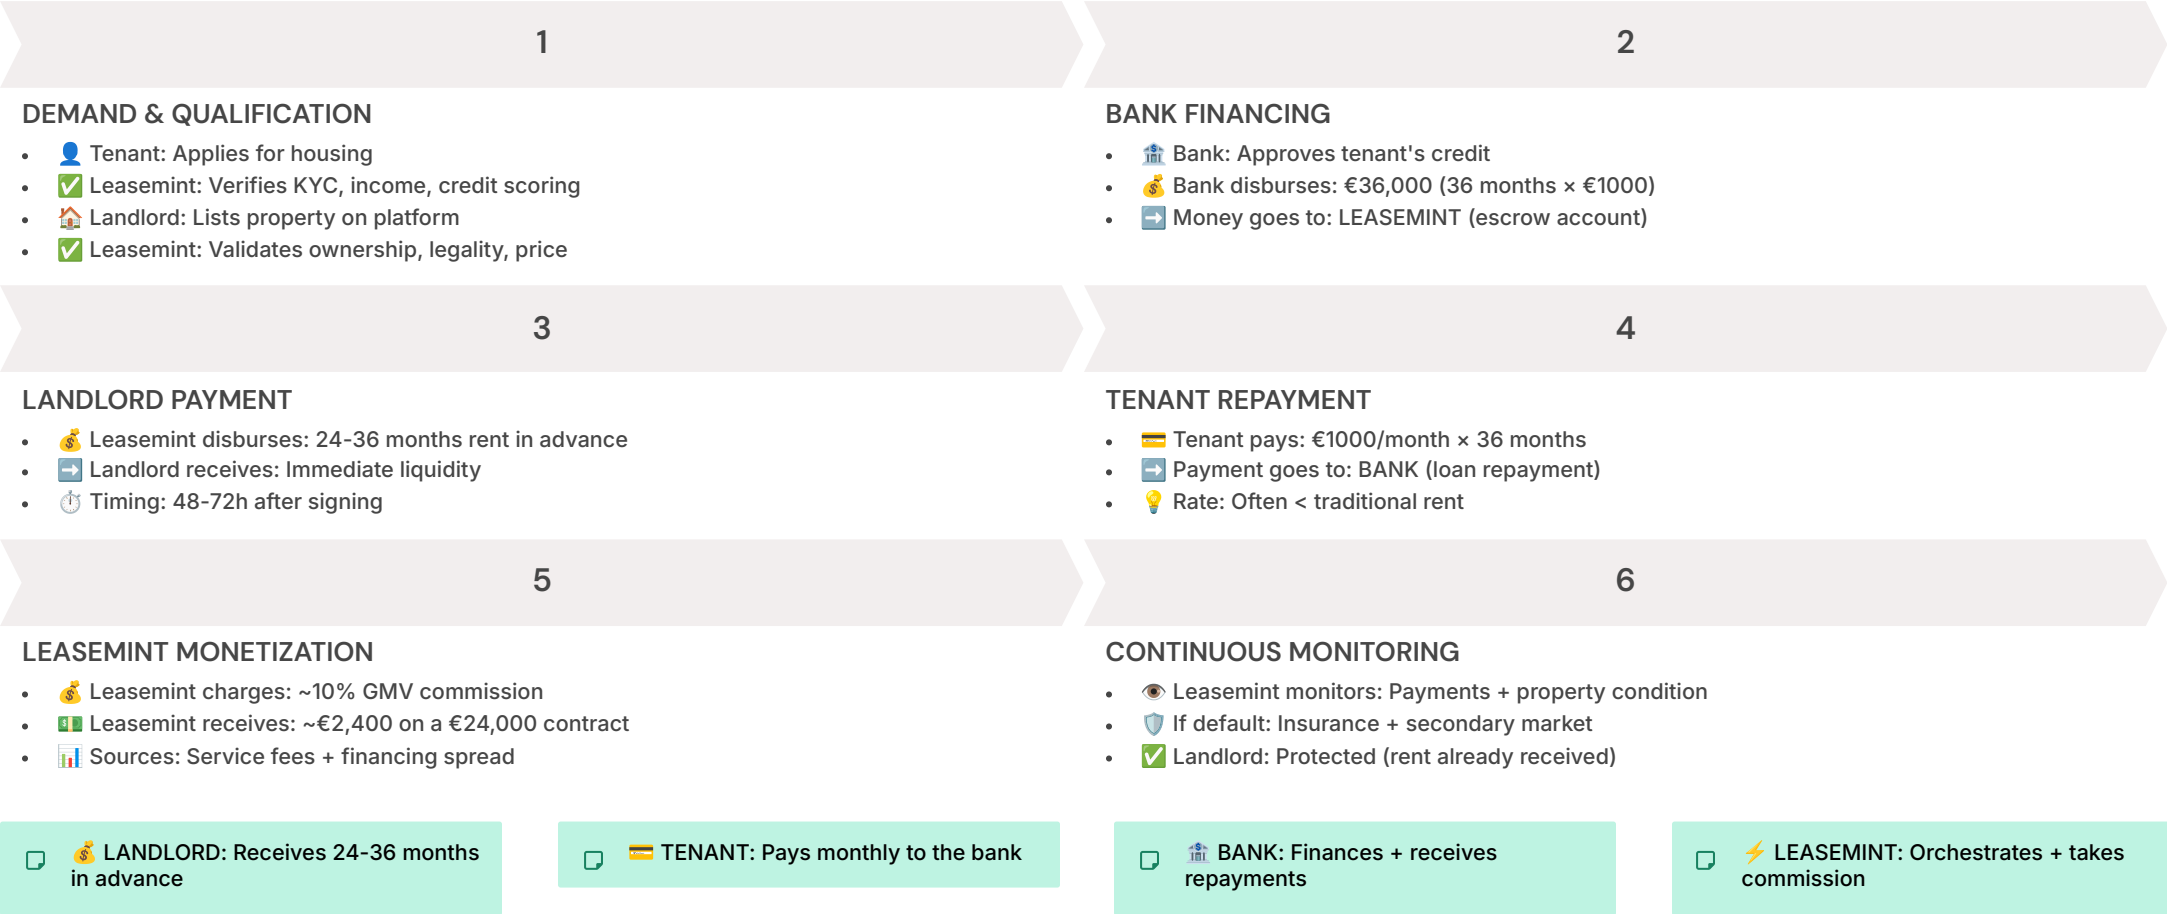 1
2
DEMAND & QUALIFICATION
• 👤 Tenant: Applies for housing
• ✅ Leasemint: Verifies KYC, income, credit scoring
• 🏠 Landlord: Lists property on platform
• ✅ Leasemint: Validates ownership, legality, price
BANK FINANCING
• 🏦 Bank: Approves tenant's credit
• 💰 Bank disburses: €36,000 (36 months × €1000)
• ➡️ Money goes to: LEASEMINT (escrow account)
3
4
LANDLORD PAYMENT
• 💰 Leasemint disburses: 24-36 months rent in advance
• ➡️ Landlord receives: Immediate liquidity
• ⏱️ Timing: 48-72h after signing
TENANT REPAYMENT
• 💳 Tenant pays: €1000/month × 36 months
• ➡️ Payment goes to: BANK (loan repayment)
• 💡 Rate: Often < traditional rent
5
6
LEASEMINT MONETIZATION
• 💰 Leasemint charges: ~10% GMV commission
• 💵 Leasemint receives: ~€2,400 on a €24,000 contract
• 📊 Sources: Service fees + financing spread
CONTINUOUS MONITORING
• 👁️ Leasemint monitors: Payments + property condition
• 🛡️ If default: Insurance + secondary market
• ✅ Landlord: Protected (rent already received)
💰 LANDLORD: Receives 24-36 months
in advance
💳 TENANT: Pays monthly to the bank
🏦 BANK: Finances + receives
repayments
⚡ LEASEMINT: Orchestrates + takes
commission